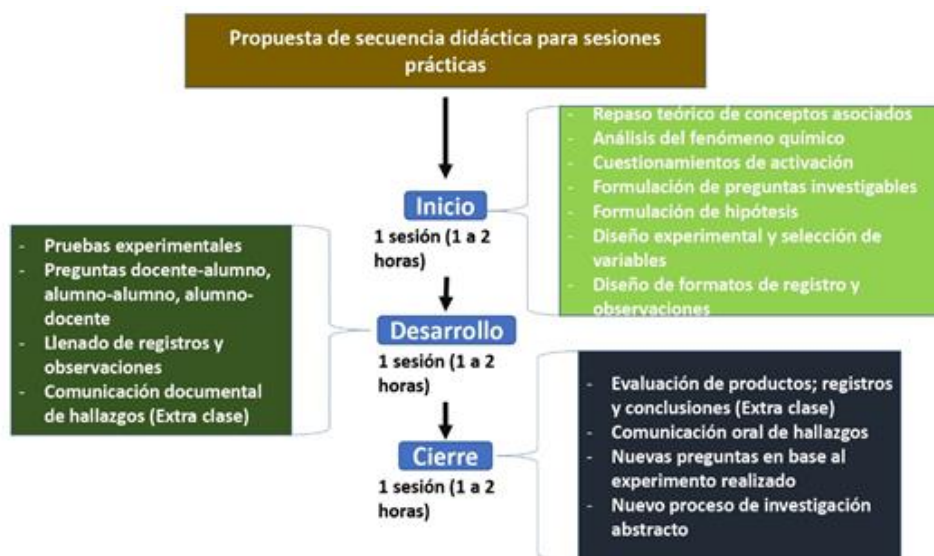 Propuesta de secuencia didáctica para sesiones
prácticas
- Repaso teórico de conceptos asociados
- Análisis del fenómeno químico
- Cuestionamientos de activación
- Formulación de preguntas investigables
- Formulación de hipótesis
- Diseño experimental y selección de
variables
- Diseño de formatos de registro y
observaciones
Inicio
1 sesión (1 a 2
horas)
- Pruebas experimentales
- Preguntas docente-alumno,
alumno-alumno, alumno-
docente
- Llenado de registros y
observaciones
- Comunicación documental
de hallazgos (Extra clase)
Desarrollo
1 sesión (1 a 2
horas)
- Evaluación de productos; registros
y conclusiones (Extra clase)
- Comunicación oral de hallazgos
- Nuevas preguntas en base al
experimento realizado
- Nuevo proceso de investigación
abstracto
Cierre
1 sesión (1 a 2
horas)